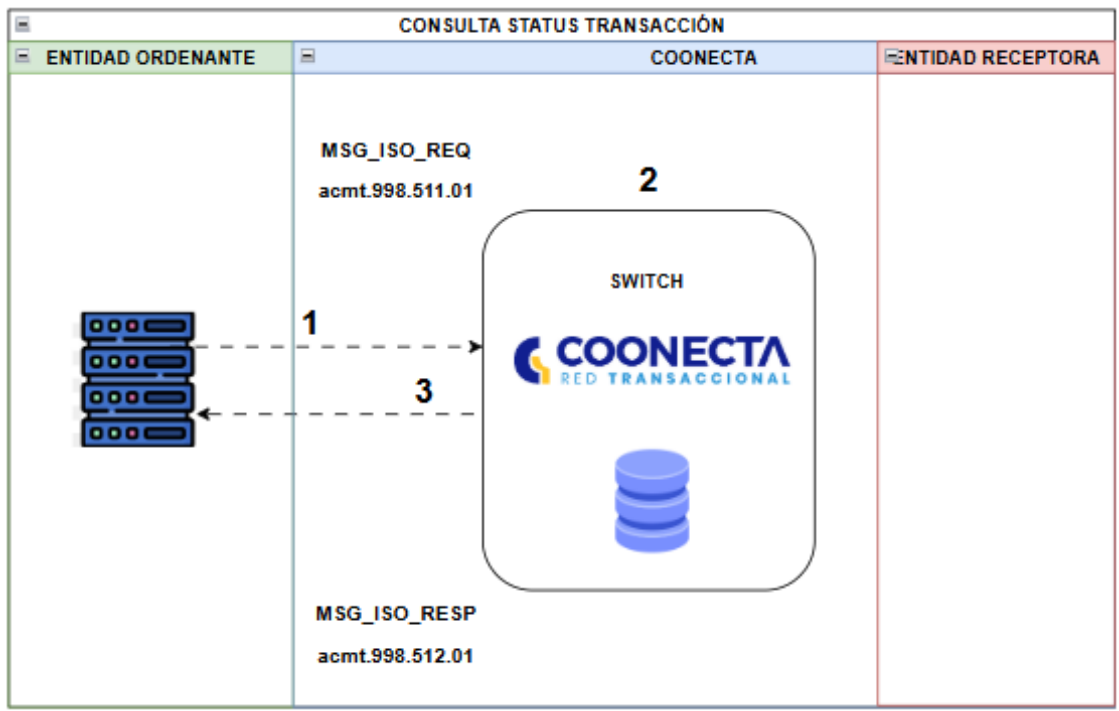 CONSULTA STATUS TRANSACCIÓN
ENTIDAD ORDENANTE
COONECTA
ENTIDAD RECEPTORA
MSG_ISO_REQ
acmt.998.511.01
2
SWITCH
1
COONECTA
RED TRANSACCIONAL
3
MSG_ISO_RESP
acmt.998.512.01